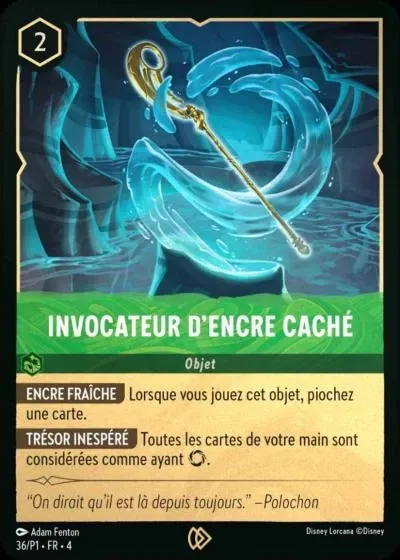 2
INVOCATEUR D'ENCRE CACHÉ
Objet
ENCRE FRAÎCHE Lorsque vous jouez cet objet, piochez
une carte.
TRÉSOR INESPÉRÉ Toutes les cartes de votre main sont
considérées comme ayant .
“On dirait qu'il est là depuis toujours.” –Polochon
Adam Fenton
Disney Lorcana ©Disney
36/P1 • FR • 4